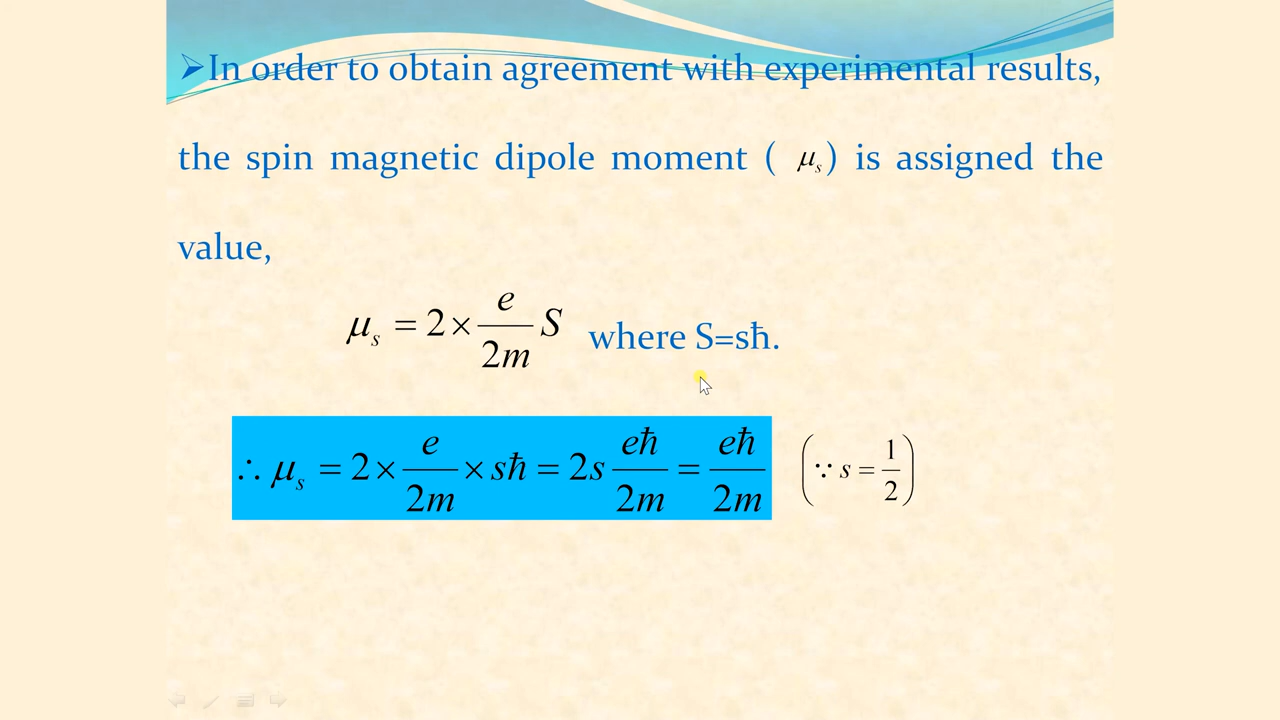 ➢In order to obtain agreement with experimental results,
the spin magnetic dipole moment ( μₛ) is assigned the
value,
μₛ = 2 × e/2m S where S=sħ.
∴ μₛ = 2 × e/2m × sħ = 2s eħ/2m = eħ/2m (∵ s = 1/2)